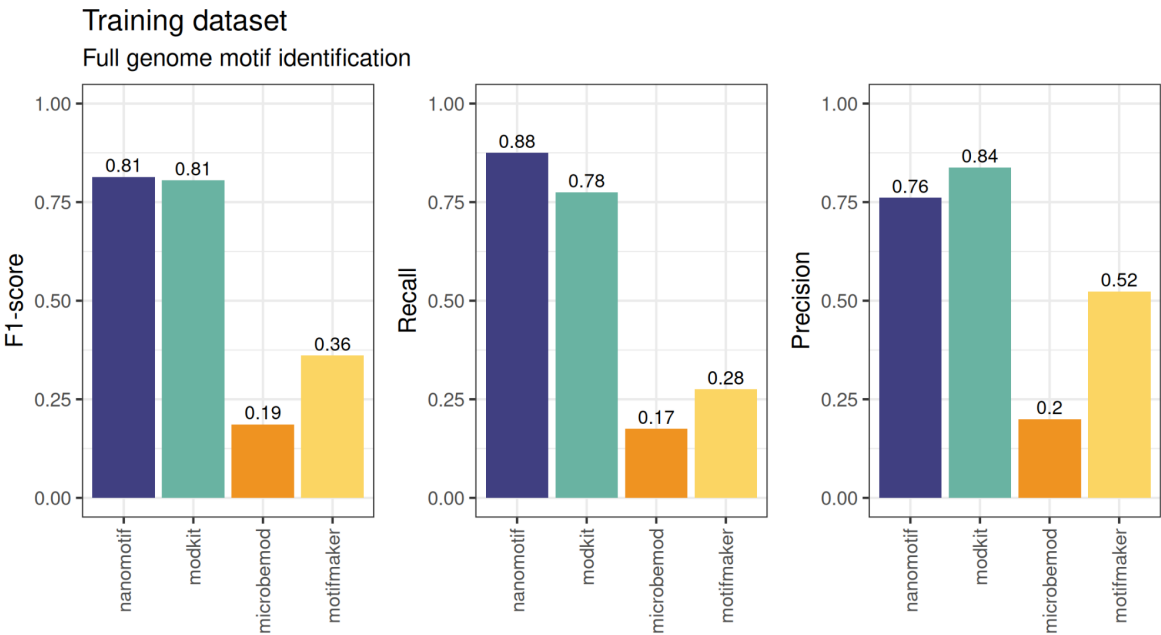 Training dataset
Full genome motif identification
F1-score
1.00
0.75
0.50
0.25
0.00
0.81
0.81
0.19
0.36
nanomotif
modkit
microbemod
motifmaker
Recall
1.00
0.75
0.50
0.25
0.00
0.88
0.78
0.17
0.28
nanomotif
modkit
microbemod
motifmaker
Precision
1.00
0.75
0.50
0.25
0.00
0.76
0.84
0.2
0.52
nanomotif
modkit
microbemod
motifmaker